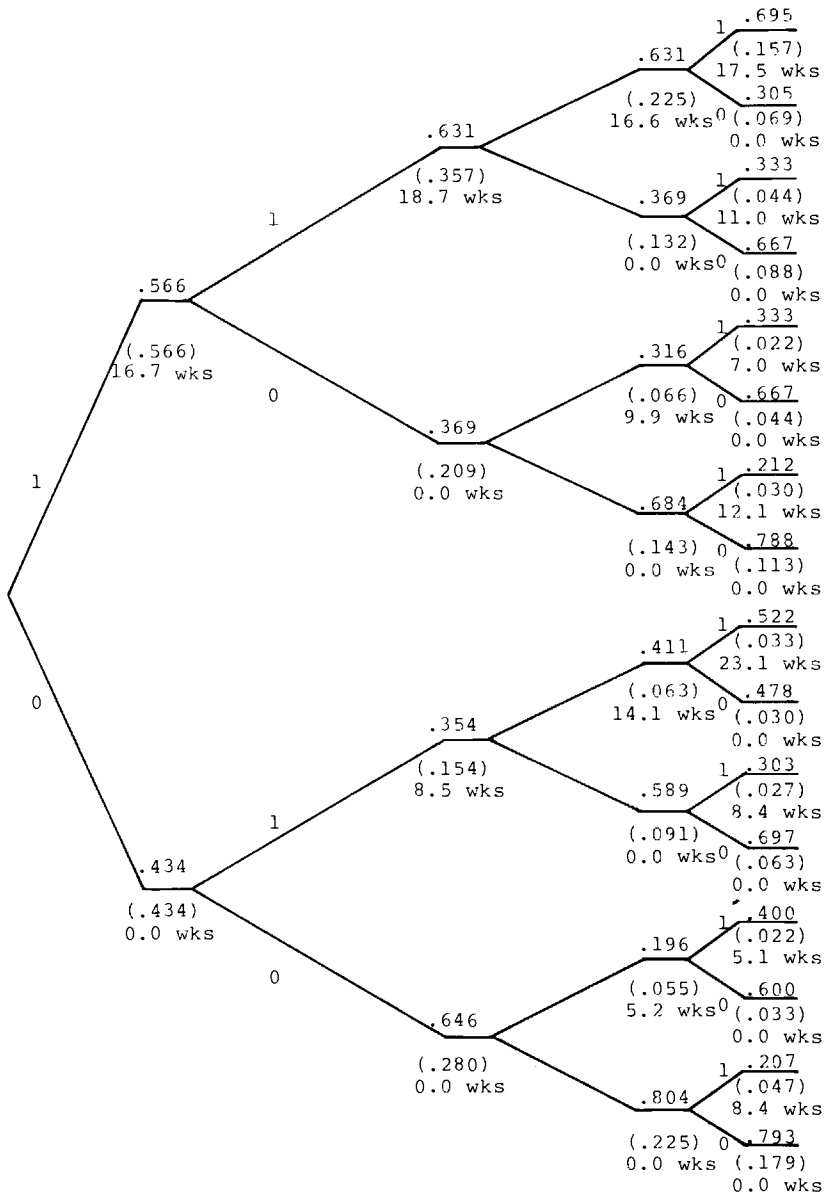 .695
1
(.157)
.631
17.5 wks
.305
(.225)
16.6 wks
0
(.069)
0.0 wks
.631
.333
1
(.357)
18.7 wks
(.044)
.369
11.0 wks
1
.667
(.132)
0.0 wks
0
(.088)
0.0 wks
.566
.333
1
(.566)
16.7 wks
(.022)
.316
7.0 wks
0
.667
(.066)
9.9 wks
0
(.044)
0.0 wks
.369
.212
1
(.209)
0.0 wks
(.030)
1
.684
12.1 wks
.788
(.143)
0.0 wks
0
(.113)
0.0 wks
.522
1
(.033)
.411
23.1 wks
0
.478
(.063)
14.1 wks
0
(.030)
0.0 wks
.354
.303
1
(.154)
8.5 wks
(.027)
.589
8.4 wks
1
.697
(.091)
0.0 wks
0
(.063)
0.0 wks
.434
.400
1
(.434)
0.0 wks
(.022)
.196
5.1 wks
0
.600
(.055)
5.2 wks
0
(.033)
0.0 wks
.646
.207
1
(.280)
0.0 wks
(.047)
.804
8.4 wks
.793
(.225)
0.0 wks
0
(.179)
0.0 wks